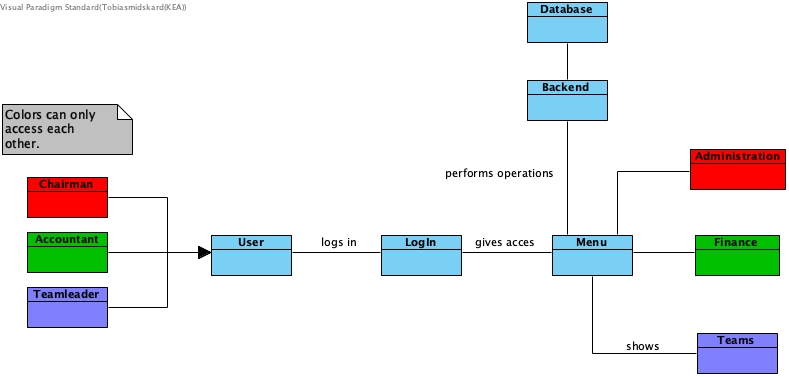 Visual Paradigm Standard(Tobiasmidskard(KEA))
Database
Backend
Colors can only
access each
other.
performs operations
Administration
Chairman
Accountant
User
logs in
LogIn
gives acces
Menu
Finance
Teamleader
shows
Teams